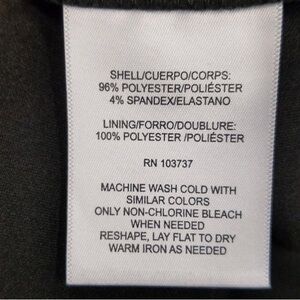 SHELL/CUERPO/CORPS:
96% POLYESTER/POLIÉSTER
4% SPANDEX/ELASTANO
LINING/FORRO/DOUBLURE:
100% POLYESTER /POLIÉSTER
RN 103737
MACHINE WASH COLD WITH
SIMILAR COLORS
ONLY NON-CHLORINE BLEACH
WHEN NEEDED
RESHAPE, LAY FLAT TO DRY
WARM IRON AS NEEDED